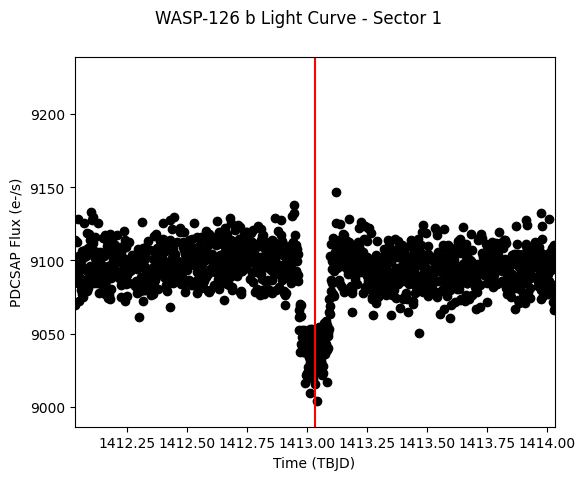 WASP-126 b Light Curve - Sector 1
9200
9150
9100
9050
9000
PDCSAP Flux (e-/s)
1412.25 1412.50 1412.75 1413.00 1413.25 1413.50 1413.75 1414.00
Time (TBJD)